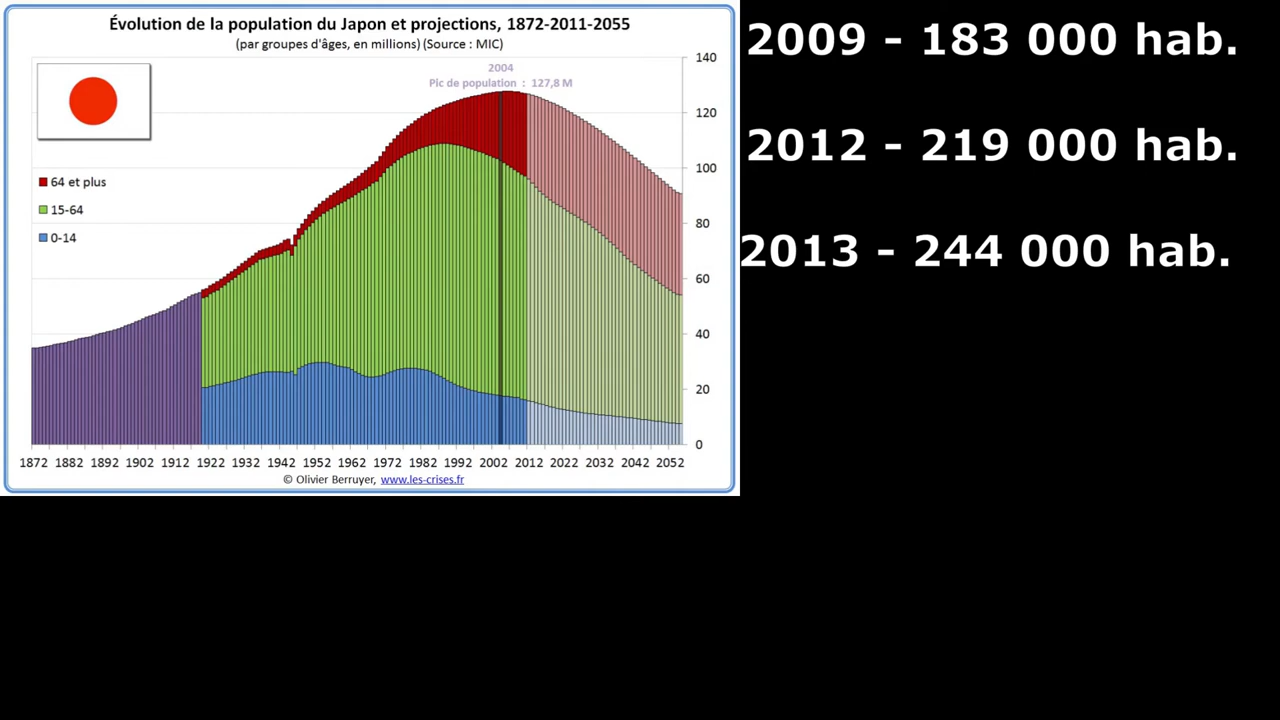 Évolution de la population du Japon et projections, 1872-2011-2055
(par groupes d'âges, en millions) (Source : MIC)
2004
Pic de population : 127,8 M
64 et plus
15-64
0-14
140
120
100
80
60
40
20
0
1872 1882 1892 1902 1912 1922 1932 1942 1952 1962 1972 1982 1992 2002 2012 2022 2032 2042 2052
© Olivier Berruyer, www.les-crises.fr
2009 - 183 000 hab.
2012 - 219 000 hab.
2013 - 244 000 hab.